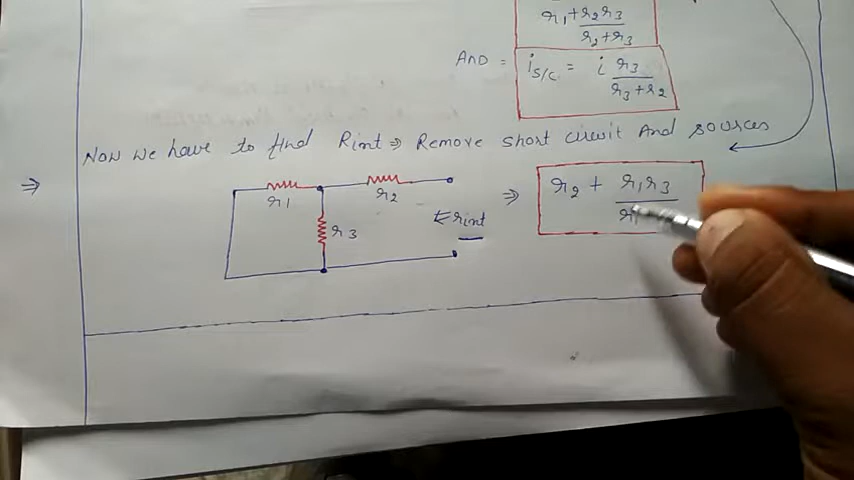 r1+r2r3
r2+r3
AND = is/c = i r3
r3+r2
Now we have to find Rint ⇒ Remove short circuit And sources
⇒ r1 r2 r3 ← rint ⇒ r2 + r1r3